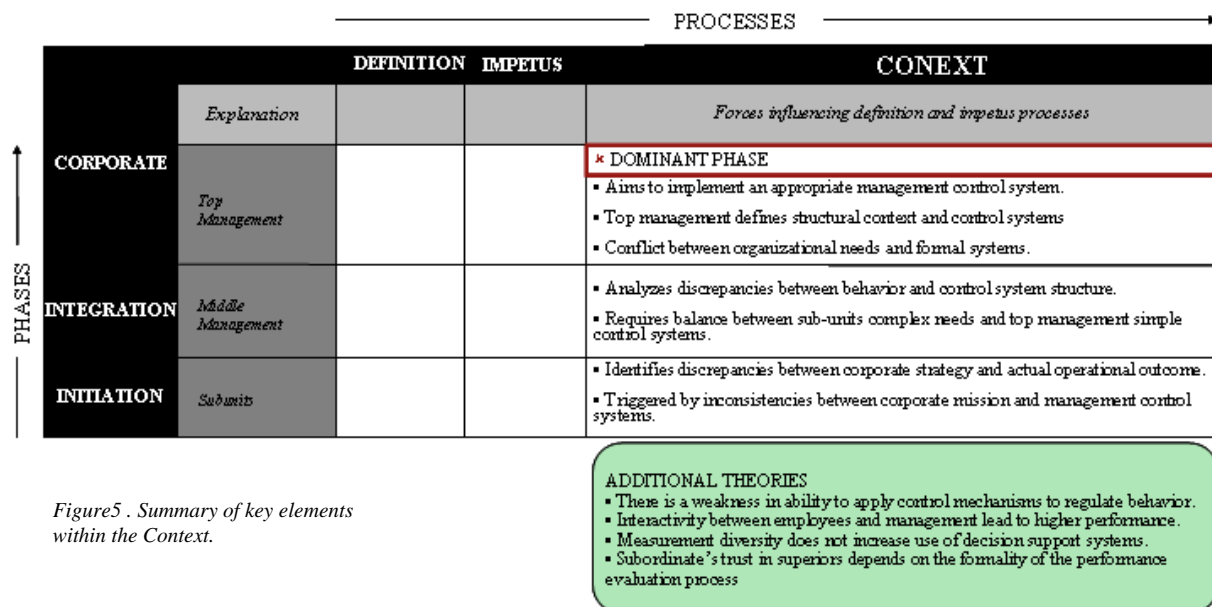 PROCESSES
DEFINITION IMPETUS CONEXT
Explanation Forces influencing definition and impetus processes
CORPORATE
× DOMINANT PHASE
Top
Management
▪ Aims to implement an appropriate management control system.
▪ Top management defines structural context and control systems
▪ Conflict between organizational needs and formal systems.
PHASES
INTEGRATION
Middle
Management
▪ Analyzes discrepancies between behavior and control system structure.
▪ Requires balance between sub-units complex needs and top management simple
control systems.
INITIATION
Subunits
▪ Identifies discrepancies between corporate strategy and actual operational outcome.
▪ Triggered by inconsistencies between corporate mission and management control
systems.
Figure5 . Summary of key elements
within the Context.
ADDITIONAL THEORIES
▪ There is a weakness in ability to apply control mechanisms to regulate behavior.
▪ Interactivity between employees and management lead to higher performance.
▪ Measurement diversity does not increase use of decision support systems.
▪ Subordinate's trust in superiors depends on the formality of the performance
evaluation process